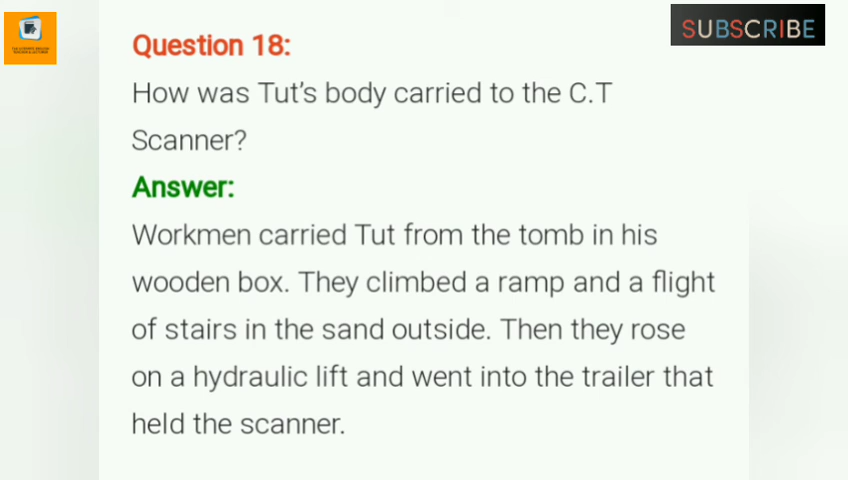 SUBSCRIBE
Question 18:
How was Tut's body carried to the C.T
Scanner?
Answer:
Workmen carried Tut from the tomb in his
wooden box. They climbed a ramp and a flight
of stairs in the sand outside. Then they rose
on a hydraulic lift and went into the trailer that
held the scanner.